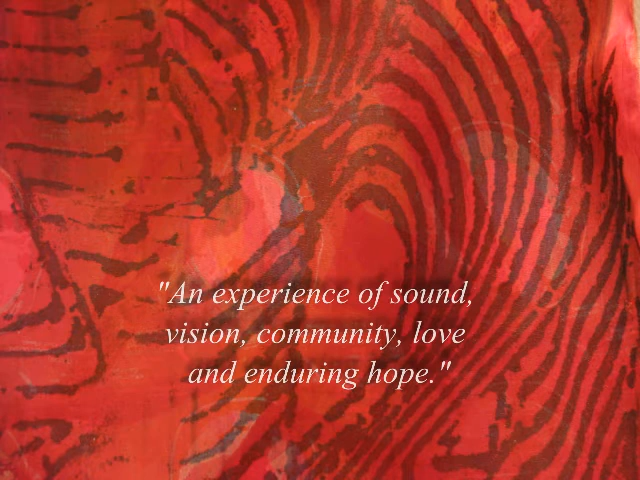 "An experience of sound,
vision, community, love
and enduring hope."